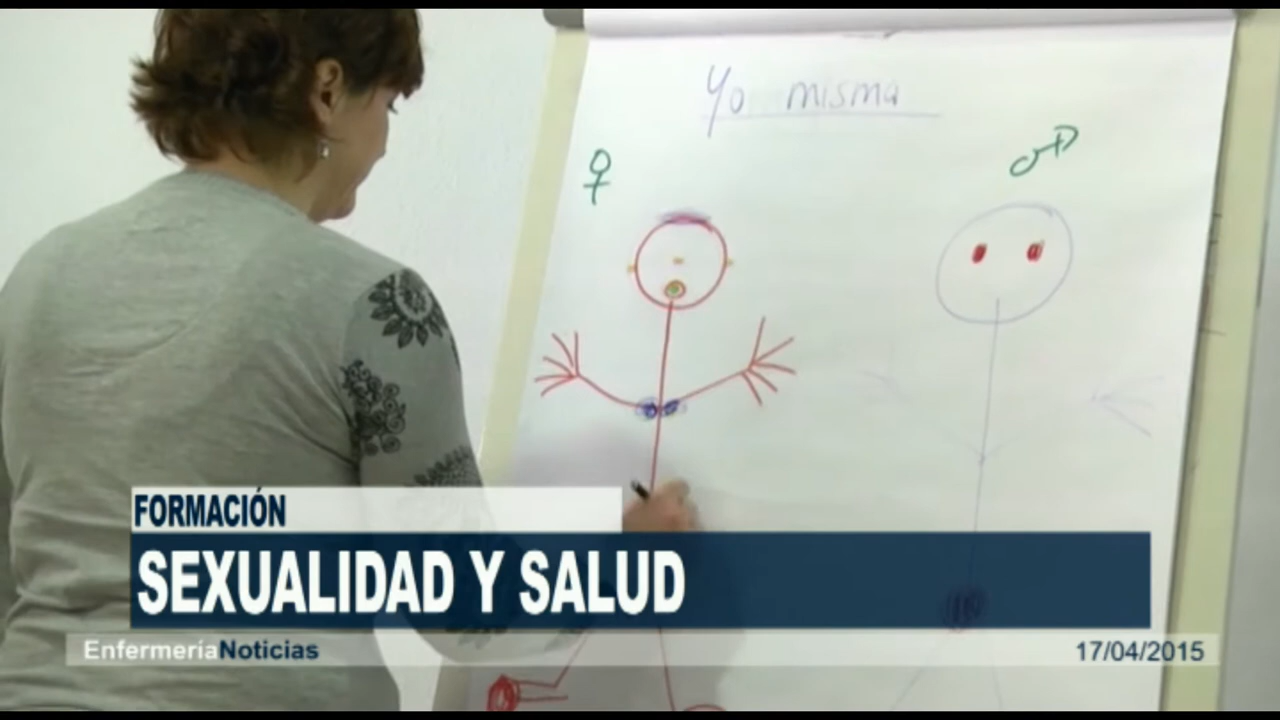 Yo misma
♀
♂
FORMACIÓN
SEXUALIDAD Y SALUD
EnfermeríaNoticias
17/04/2015